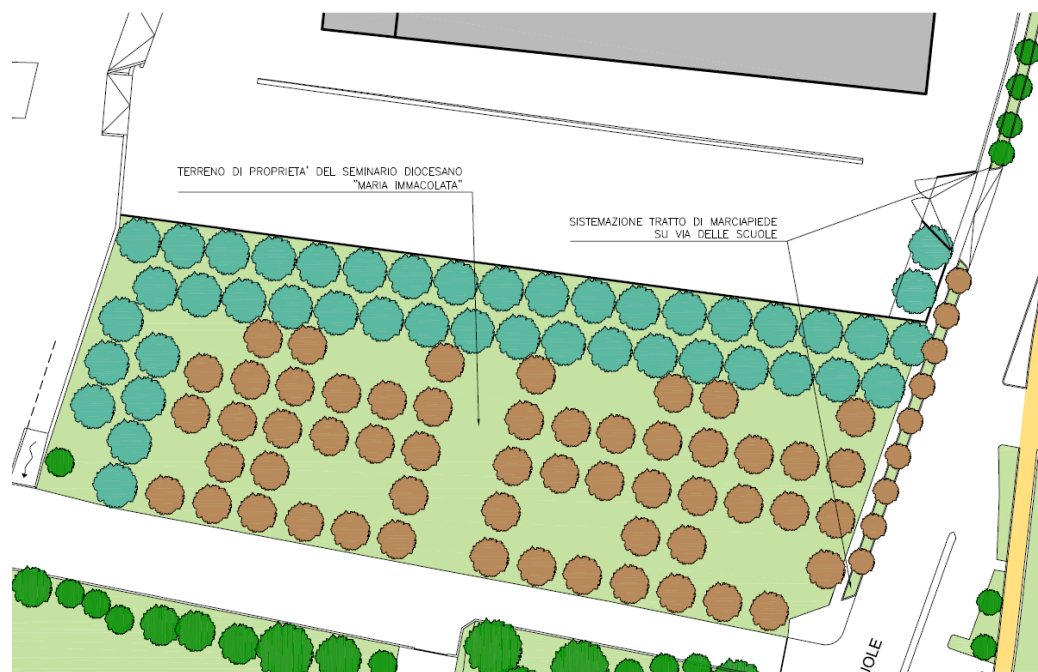 TERRENO DI PROPRIETA' DEL SEMINARIO DIOCESANO
"MARIA IMMACOLATA"
SISTEMAZIONE TRATTO DI MARCIAPIEDE
SU VIA DELLE SCUOLE